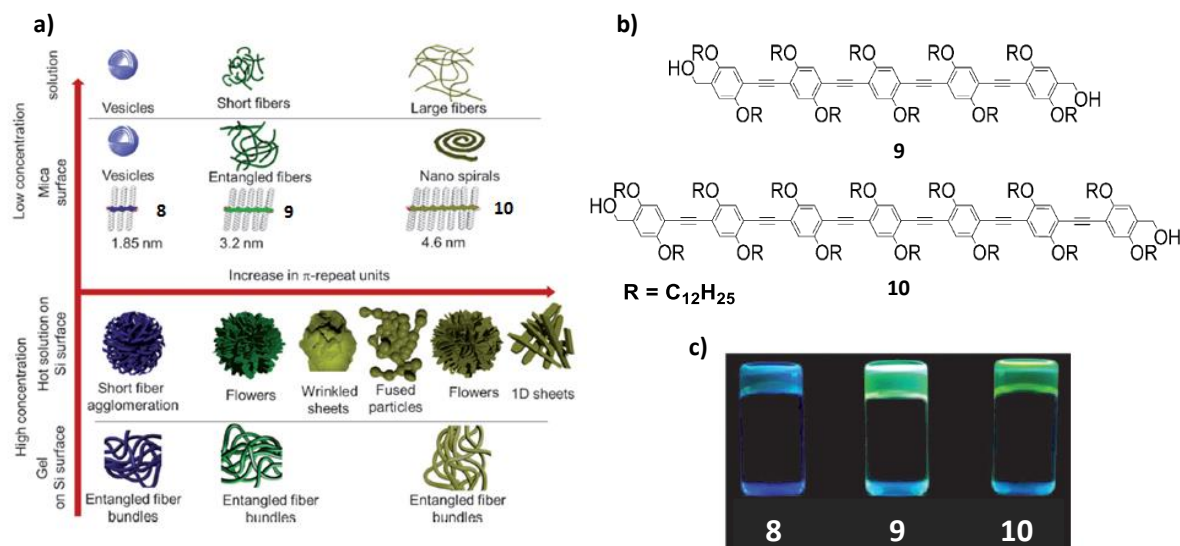 a)
solution
Vesicles
Short fibers
Large fibers
Low concentration
Mica
surface
Vesicles
Entangled fibers
Nano spirals
8
9
10
1.85 nm
3.2 nm
4.6 nm
Increase in π-repeat units
High concentration
Hot solution on
Si surface
Short fiber
agglomeration
Flowers
Wrinkled
sheets
Fused
particles
Flowers
1D sheets
Gel
on Si surface
Entangled fiber
bundles
Entangled fiber
bundles
Entangled fiber
bundles
b)
RO RO RO RO RO
HO
OH
OR OR OR OR OR
9
RO RO RO RO RO RO RO
HO
OH
OR OR OR OR OR OR OR
10
R = C12H25
c)
8 9 10